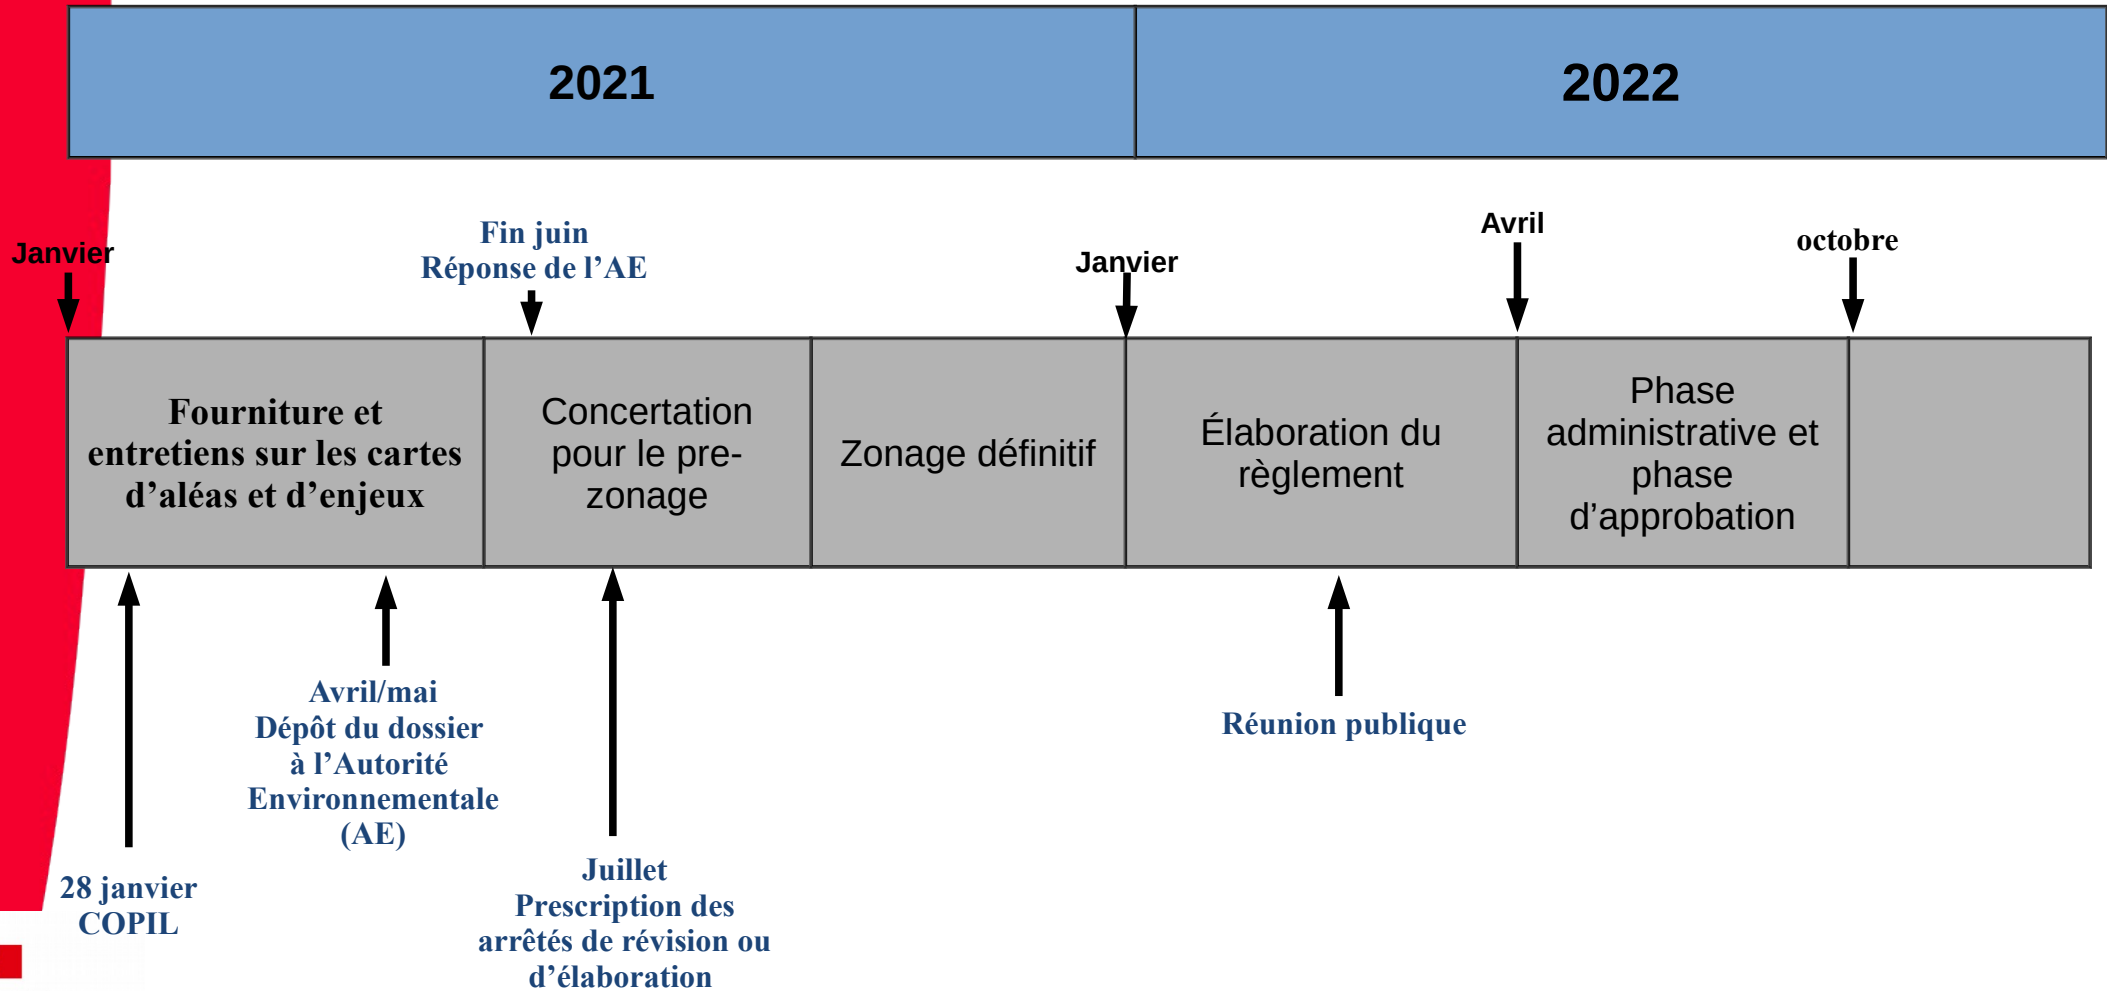 2021
2022
Janvier
Fin juin
Réponse de l’AE
Janvier
Avril
octobre
Fourniture et
entretiens sur les cartes
d’aléas et d’enjeux
Concertation
pour le pre-
zonage
Zonage définitif
Élaboration du
règlement
Phase
administrative et
phase
d’approbation
28 janvier
COPIL
Avril/mai
Dépôt du dossier
à l’Autorité
Environnementale
(AE)
Juillet
Prescription des
arrêtés de révision ou
d’élaboration
Réunion publique